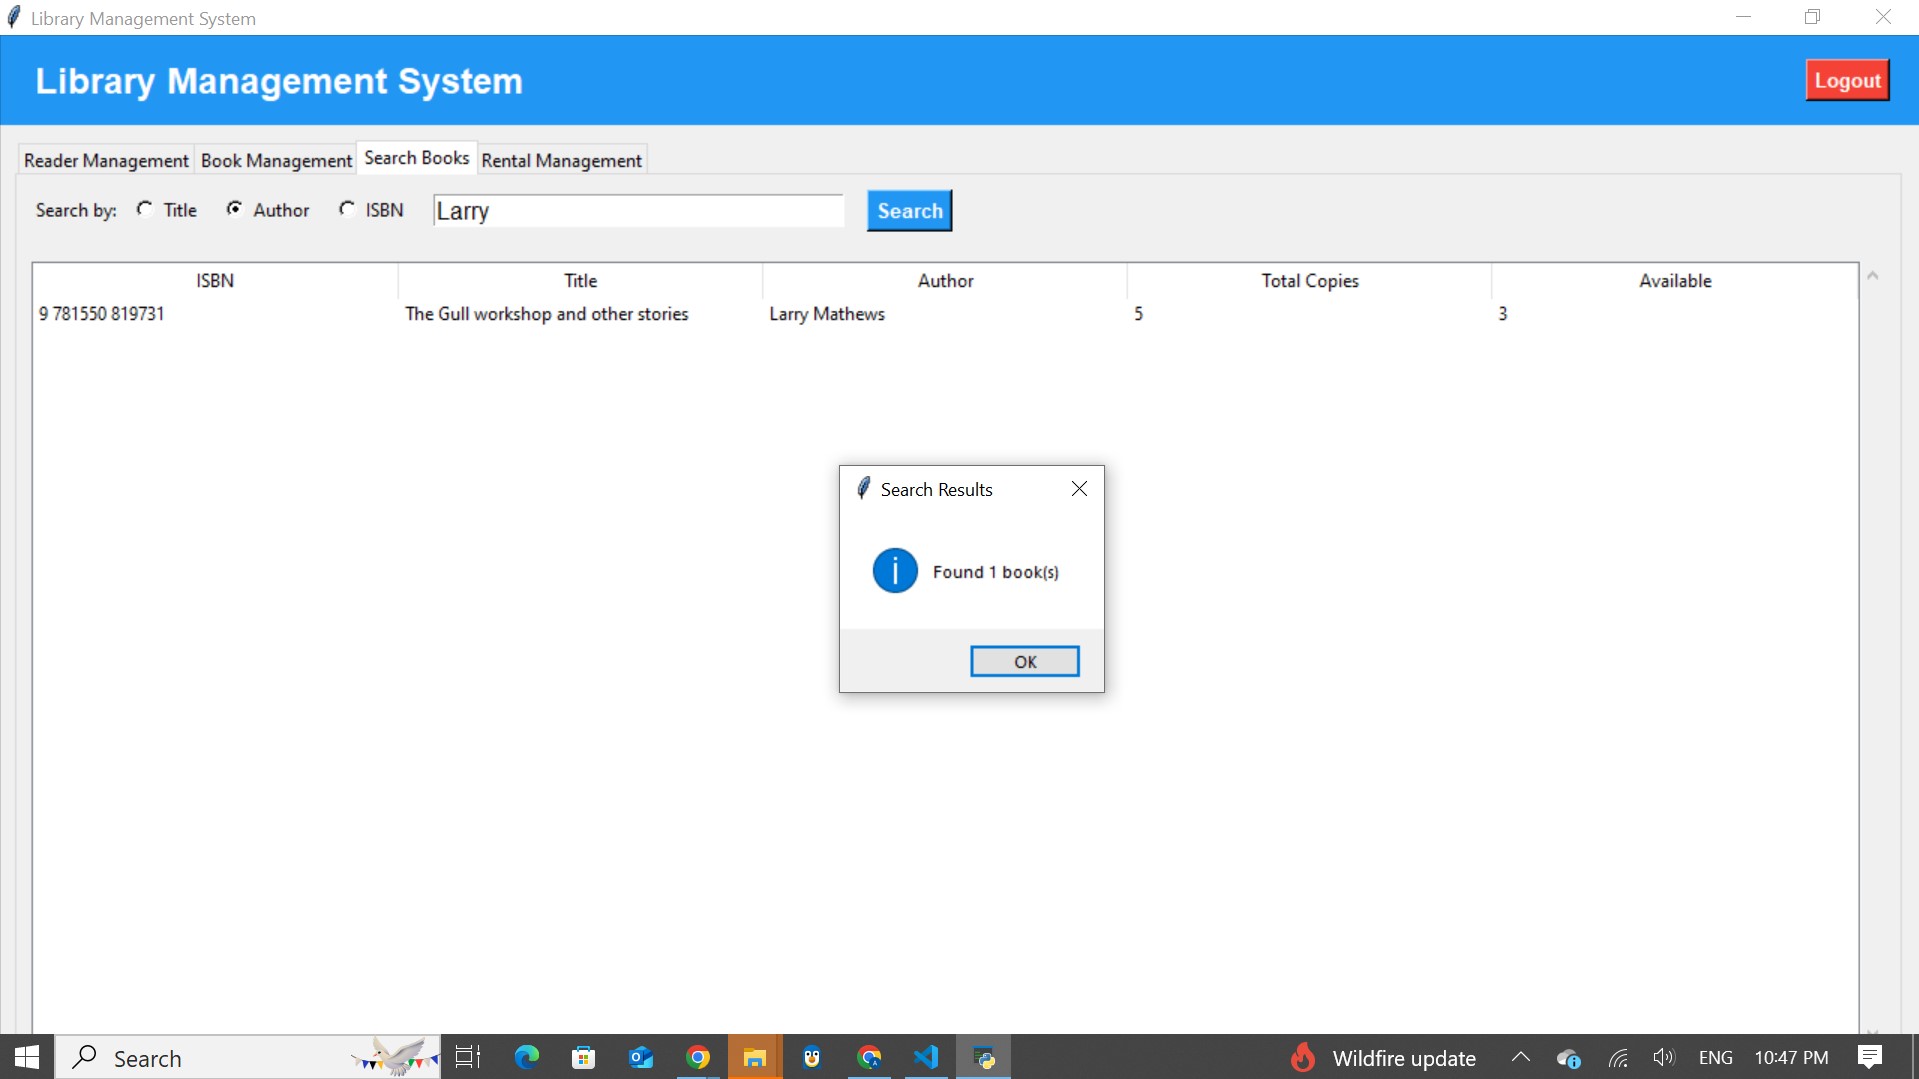 Library Management System
Library Management System
Logout
Reader Management Book Management Search Books Rental Management
Search by: Title Author ISBN Larry Search
ISBN Title Author Total Copies Available
9 781550 819731 The Gull workshop and other stories Larry Mathews 5 3
Search Results
Found 1 book(s)
OK
Search Wildfire update ENG 10:47 PM